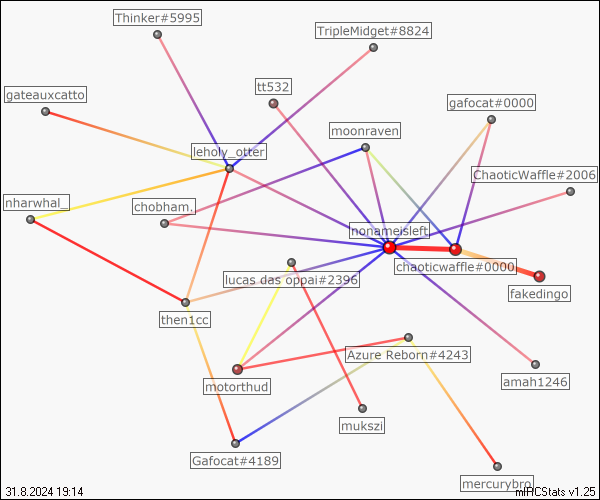 Thinker#5995
TripleMidget#8824
tt532
gateauxcatto
gafocat#0000
moonraven
leholy_otter
ChaoticWaffle#2006
nharwhal_
chobham.
nonameisleft
chaoticwaffle#0000
lucas das oppai#2396
fakedingo
then1cc
Azure Reborn#4243
motorthud
amah1246
mukszi
Gafocat#4189
mercurybro
31.8.2024 19:14
mIRCStats v1.25